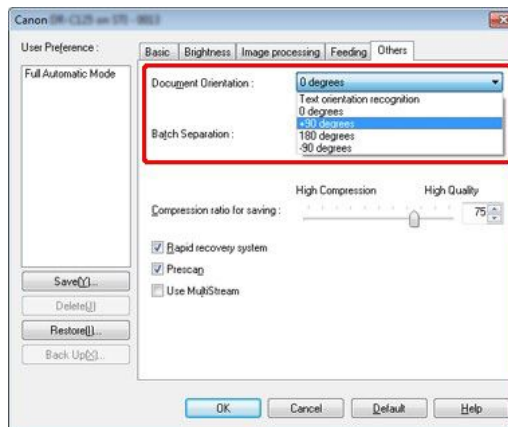 Canon
User Preference :
Full Automatic Mode
Save(Y)...
Delete(J)
Restore(I)...
Back Up(X)...
Basic Brightness Image processing Feeding Others
Document Orientation : 0 degrees
Text orientation recognition
0 degrees
+90 degrees
180 degrees
-90 degrees
Batch Separation :
High Compression High Quality
Compression ratio for saving : 75
Rapid recovery system
Prescan
Use MultiStream
OK Cancel Default Help